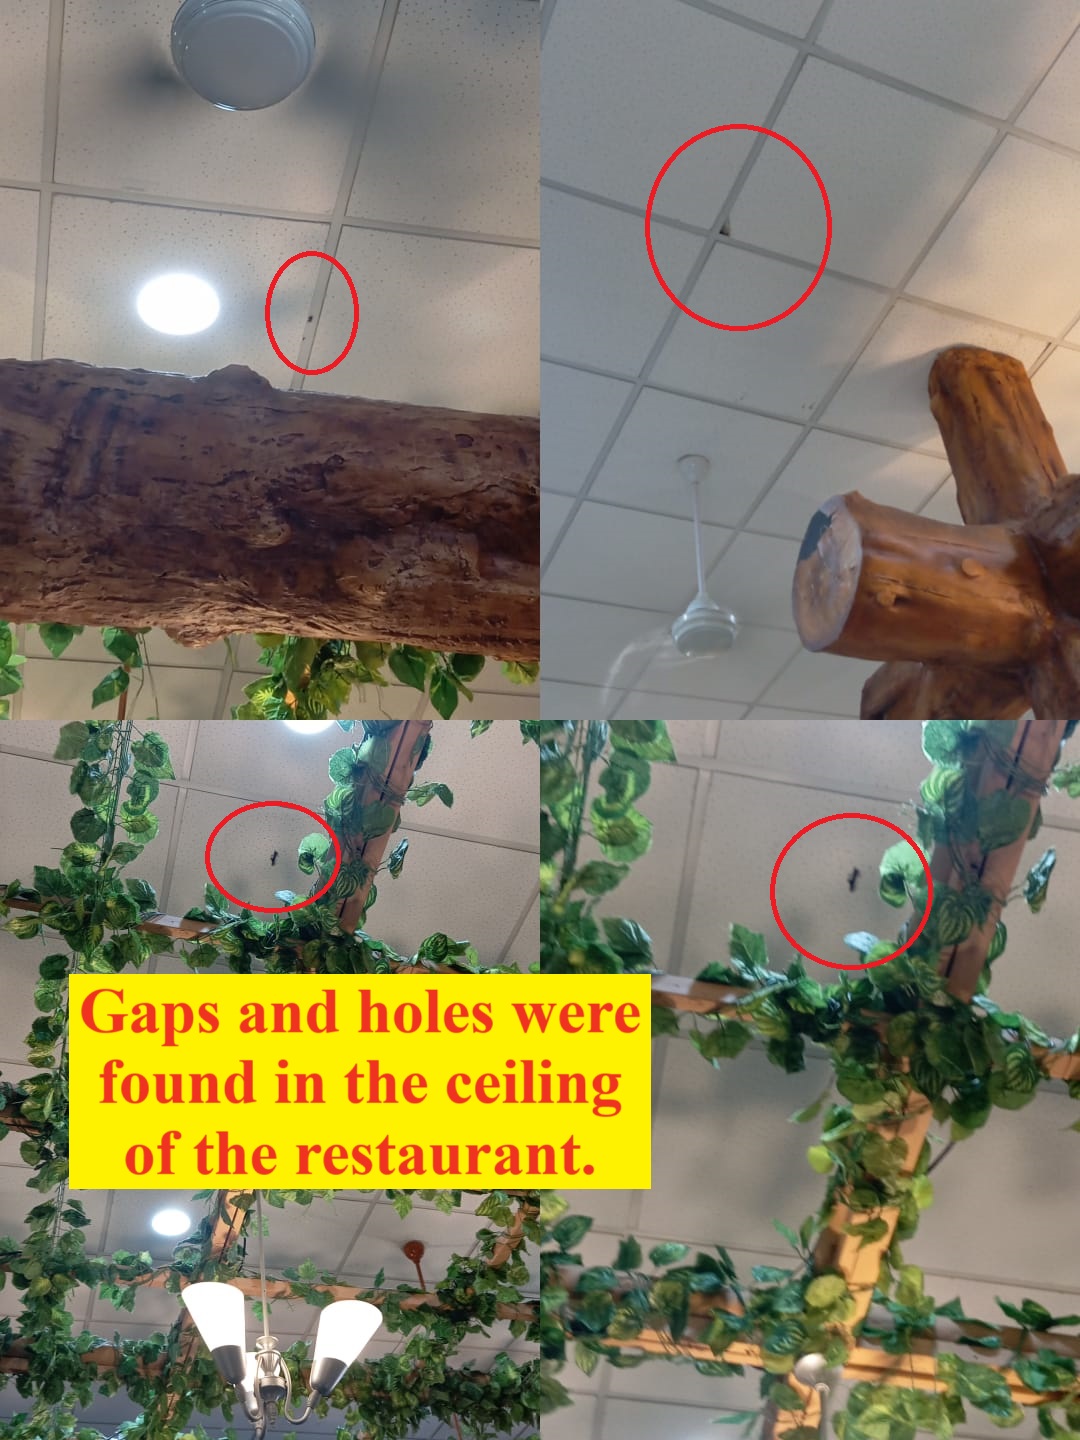 Gaps and holes were
found in the ceiling
of the restaurant.